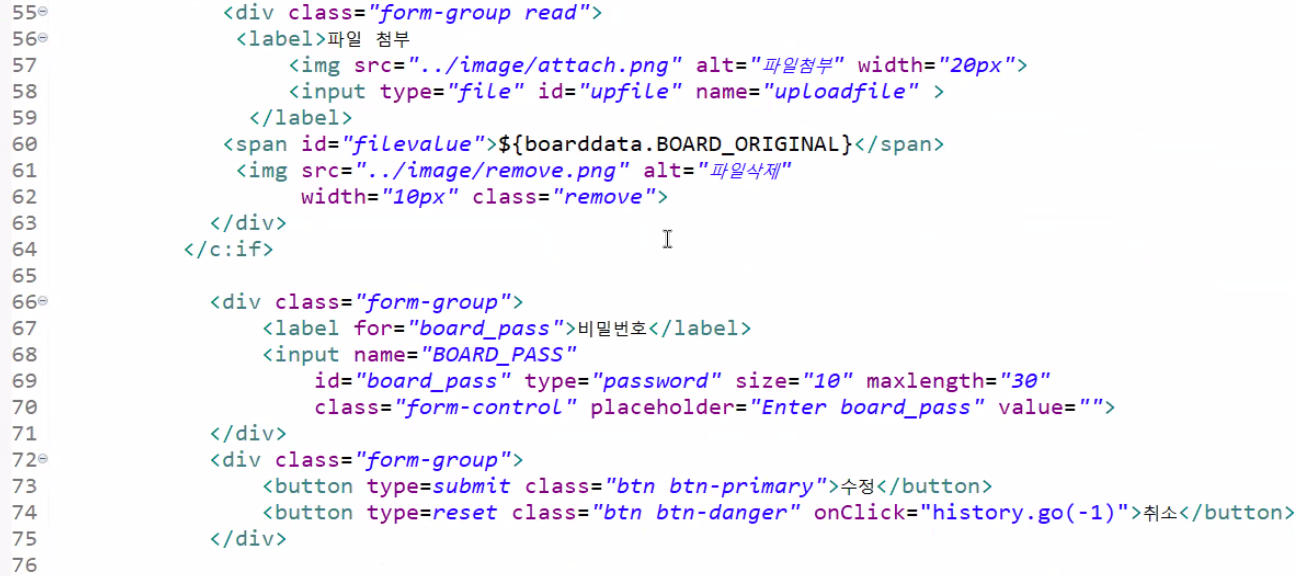 55 <div class="form-group read">
56 <label>파일 첨부
57 <img src="../image/attach.png" alt="파일첨부" width="20px">
58 <input type="file" id="upfile" name="uploadfile" >
59 </label>
60 <span id="filevalue">${boarddata.BOARD_ORIGINAL}</span>
61 <img src="../image/remove.png" alt="파일삭제"
62 width="10px" class="remove">
63 </div>
64 </c:if>
65
66 <div class="form-group">
67 <label for="board_pass">비밀번호</label>
68 <input name="BOARD_PASS"
69 id="board_pass" type="password" size="10" maxlength="30"
70 class="form-control" placeholder="Enter board_pass" value="">
71 </div>
72 <div class="form-group">
73 <button type=submit class="btn btn-primary">수정</button>
74 <button type=reset class="btn btn-danger" onClick="history.go(-1)">취소</button>
75 </div>
76